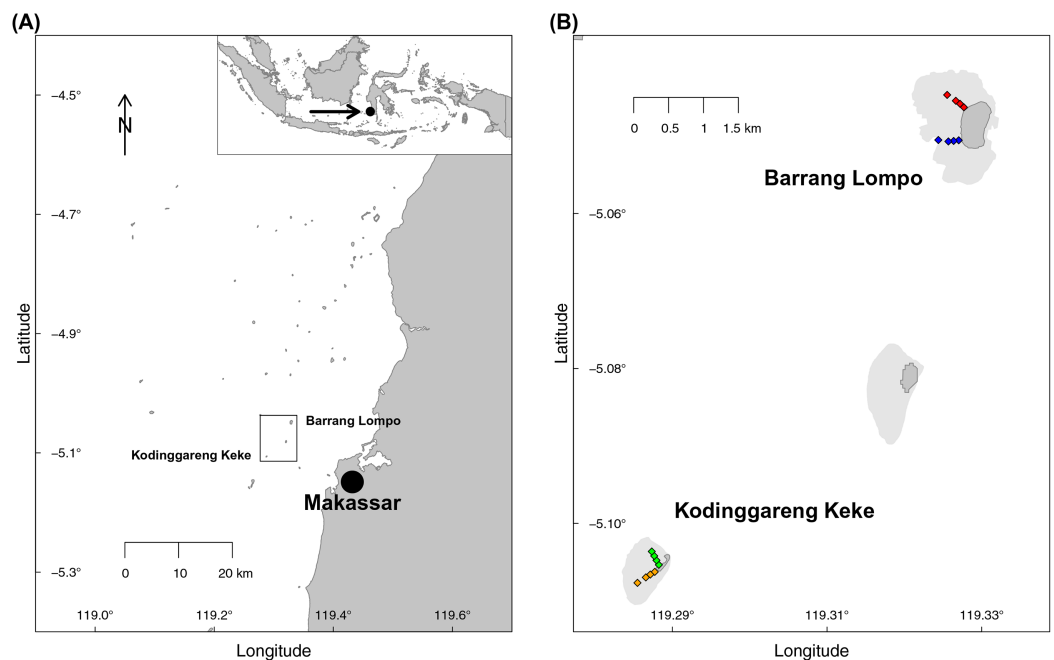 (A)
N
−4.5°
−4.7°
−4.9°
−5.1°
−5.3°
Latitude
Barrang Lompo
Kodinggareng Keke
Makassar
0 10 20 km
119.0° 119.2° 119.4° 119.6°
Longitude
(B)
0 0.5 1 1.5 km
Barrang Lompo
−5.06°
−5.08°
−5.10°
Latitude
Kodinggareng Keke
119.29° 119.31° 119.33°
Longitude